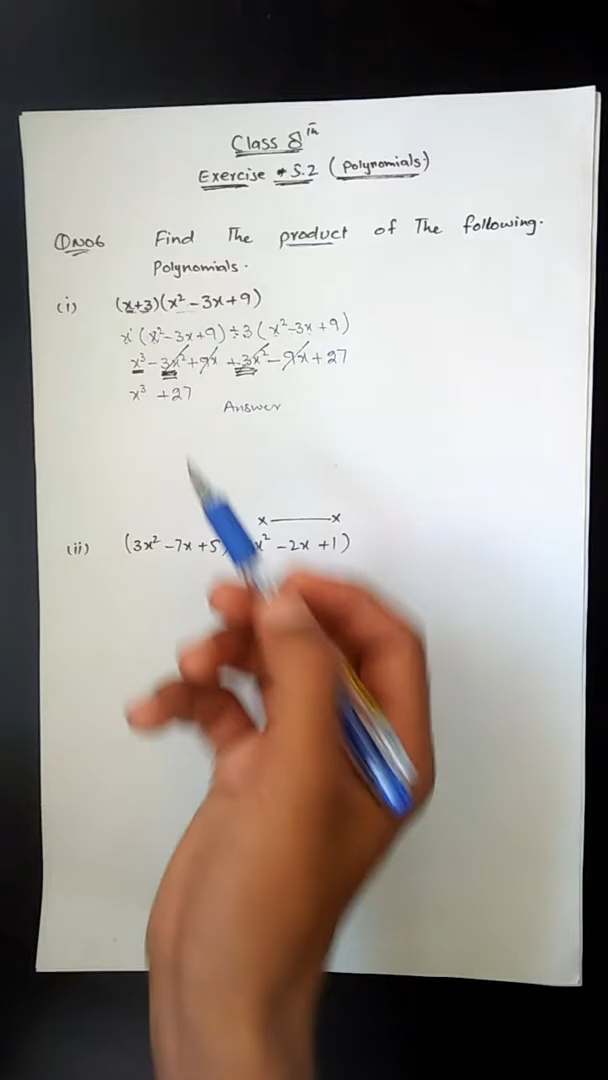 Class 8th
Exercise # 5.2 (Polynomials:)
QNO6 Find The product of The following.
Polynomials.
(i) (x+3)(x² - 3x+9)
x(x²-3x+9)+3(x²-3x+9)
x³-3x²+9x+3x²-9x+27
x³ +27 Answer
x x
(ii) (3x² -7x+5) x² -2x +1)